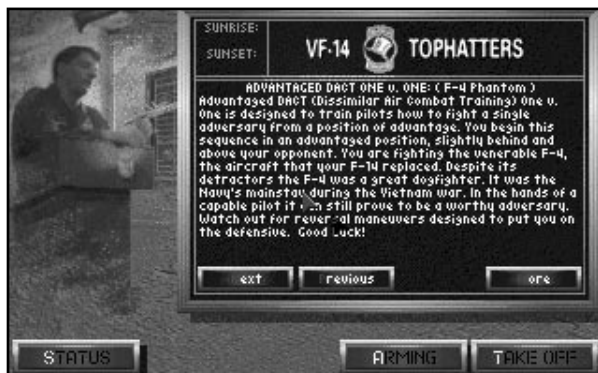 SUNRISE:
SUNSET:
VF-14 TOPHATTERS
ADVANTAGED DACT ONE v. ONE: ( F-4 Phantom )
Advantaged DACT (Dissimilar Air Combat Training) One v.
One is designed to train pilots how to fight a single
adversary from a position of advantage. You begin this
sequence in an advantaged position, slightly behind and
above your opponent. You are fighting the venerable F-4,
the aircraft that your F-14 replaced. Despite its
detractors the F-4 was a great dogfighter. It was the
Navy's mainstay during the Vietnam war. In the hands of a
capable pilot it can still prove to be a worthy adversary.
Watch out for reversal maneuvers designed to put you on
the defensive. Good Luck!
ext revious ore
STATUS ARMING TAKE OFF